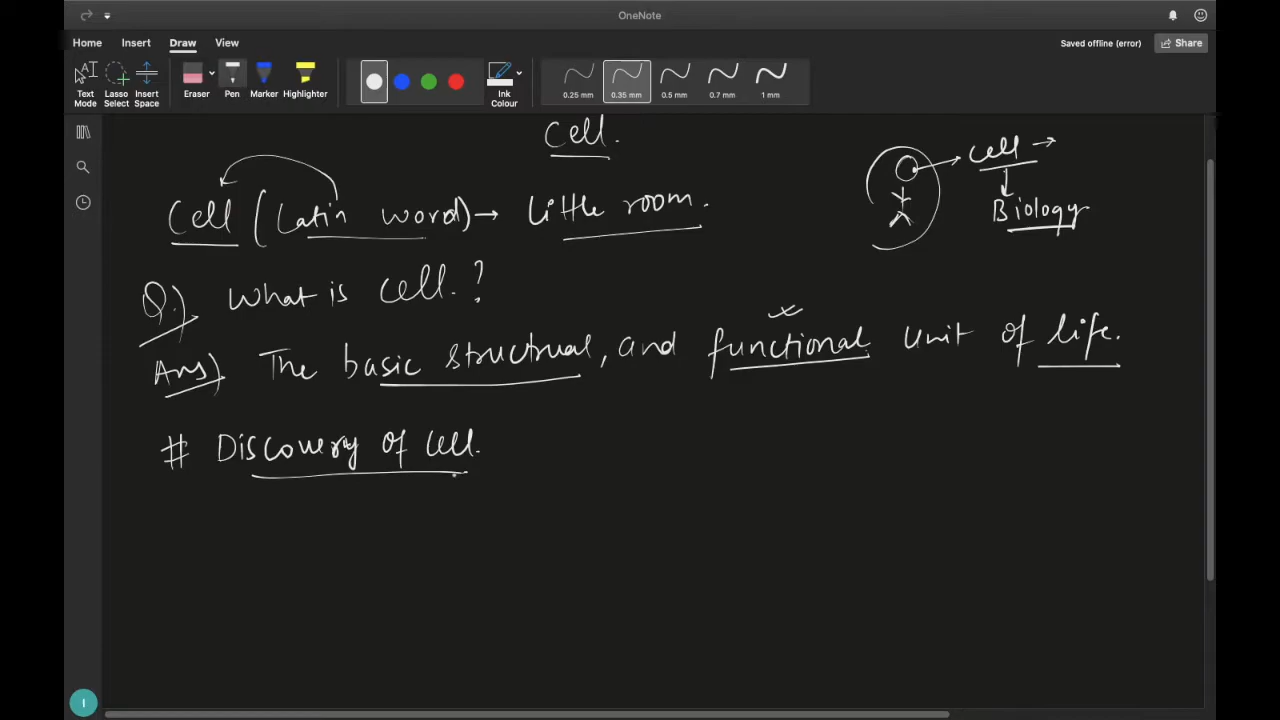 OneNote
Home Insert Draw View
Saved offline (error) Share
Text Mode
Lasso Select
Insert Space
Eraser
Pen
Marker
Highlighter
Ink Colour
0.25 mm
0.35 mm
0.5 mm
0.7 mm
1 mm
Cell.
Cell (Latin word) → little room.
cell →
Biology
Q.) What is cell.?
Ans) The basic structrual, and functional unit of life.
# Discovery of cell.
I